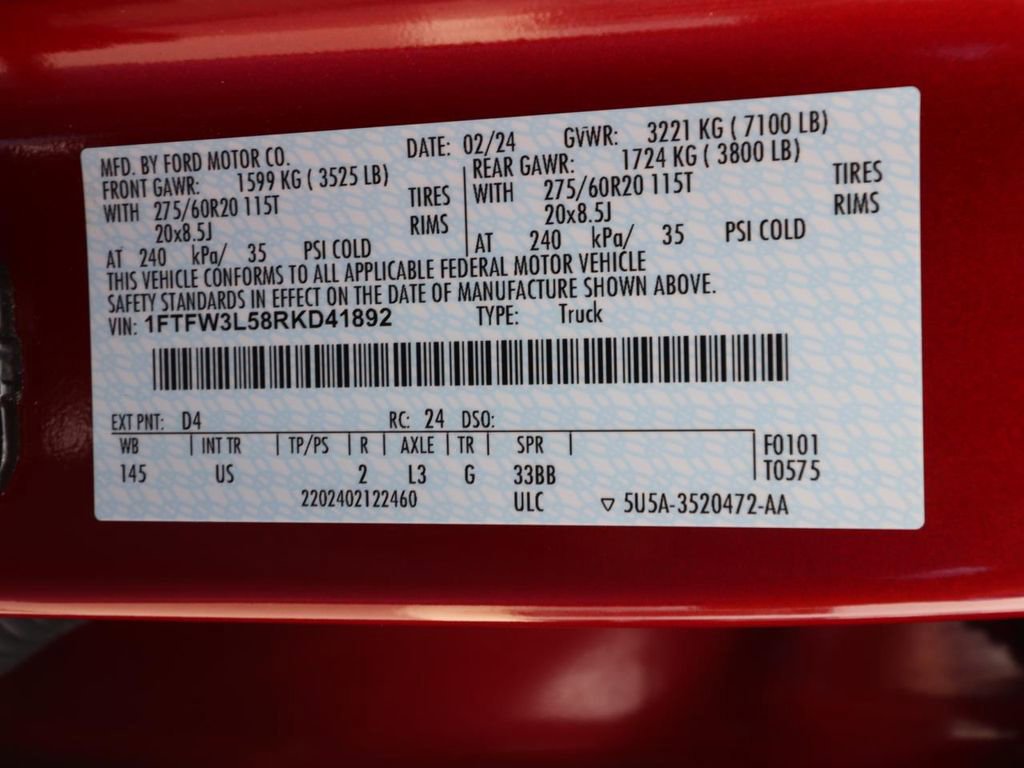 MFD. BY FORD MOTOR CO. DATE: 02/24 GVWR: 3221 KG ( 7100 LB)
FRONT GAWR: 1599 KG ( 3525 LB) REAR GAWR: 1724 KG ( 3800 LB)
WITH 275/60R20 115T TIRES WITH 275/60R20 115T TIRES
20x8.5J RIMS 20x8.5J RIMS
AT 240 kPa/ 35 PSI COLD AT 240 kPa/ 35 PSI COLD
THIS VEHICLE CONFORMS TO ALL APPLICABLE FEDERAL MOTOR VEHICLE
SAFETY STANDARDS IN EFFECT ON THE DATE OF MANUFACTURE SHOWN ABOVE.
VIN: 1FTFW3L58RKD41892 TYPE: Truck
EXT PNT: D4 RC: 24 DSO:
WB INT TR TP/PS R AXLE TR SPR F0101
145 US 2 L3 G 33BB T0575
2202402122460 ULC ▽ 5U5A-3520472-AA